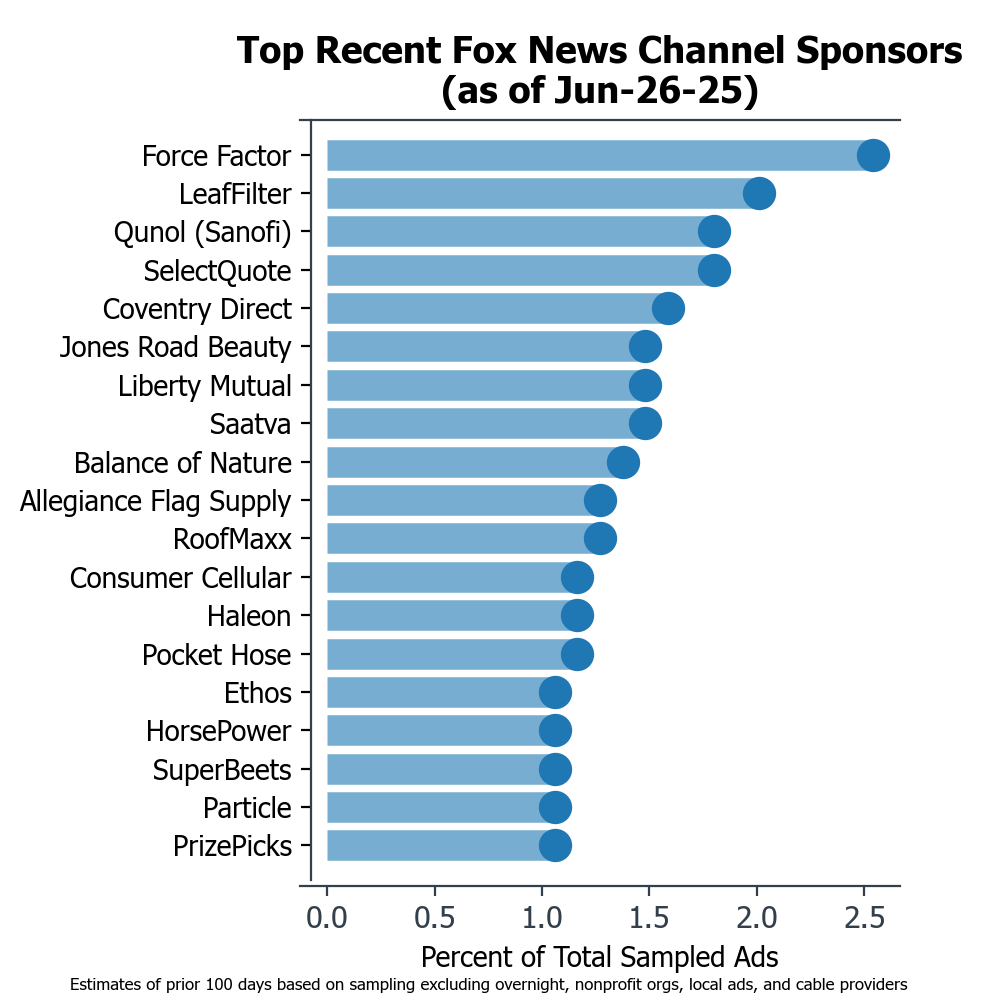 Top Recent Fox News Channel Sponsors
(as of Jun-26-25)
Force Factor
LeafFilter
Qunol (Sanofi)
SelectQuote
Coventry Direct
Jones Road Beauty
Liberty Mutual
Saatva
Balance of Nature
Allegiance Flag Supply
RoofMaxx
Consumer Cellular
Haleon
Pocket Hose
Ethos
HorsePower
SuperBeets
Particle
PrizePicks
0.0 0.5 1.0 1.5 2.0 2.5
Percent of Total Sampled Ads
Estimates of prior 100 days based on sampling excluding overnight, nonprofit orgs, local ads, and cable providers